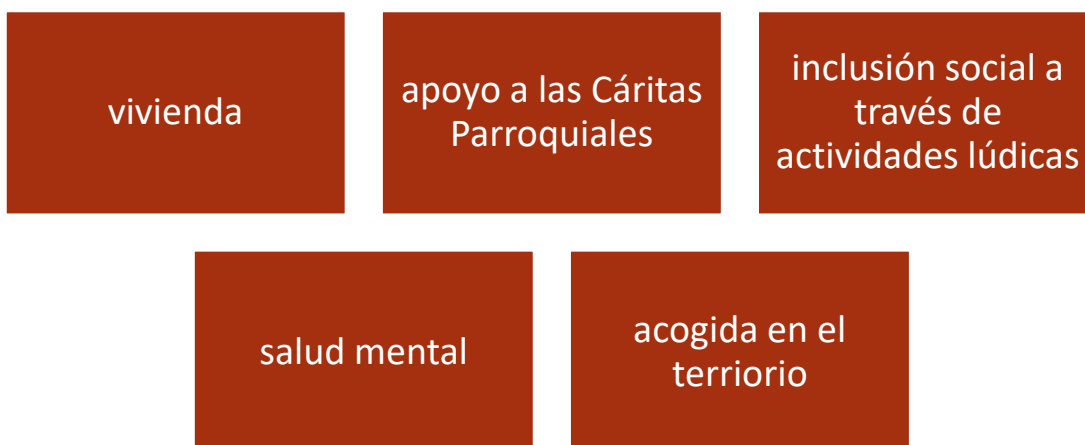 vivienda
apoyo a las Cáritas
Parroquiales
inclusión social a
través de
actividades lúdicas
salud mental
acogida en el
terriorio